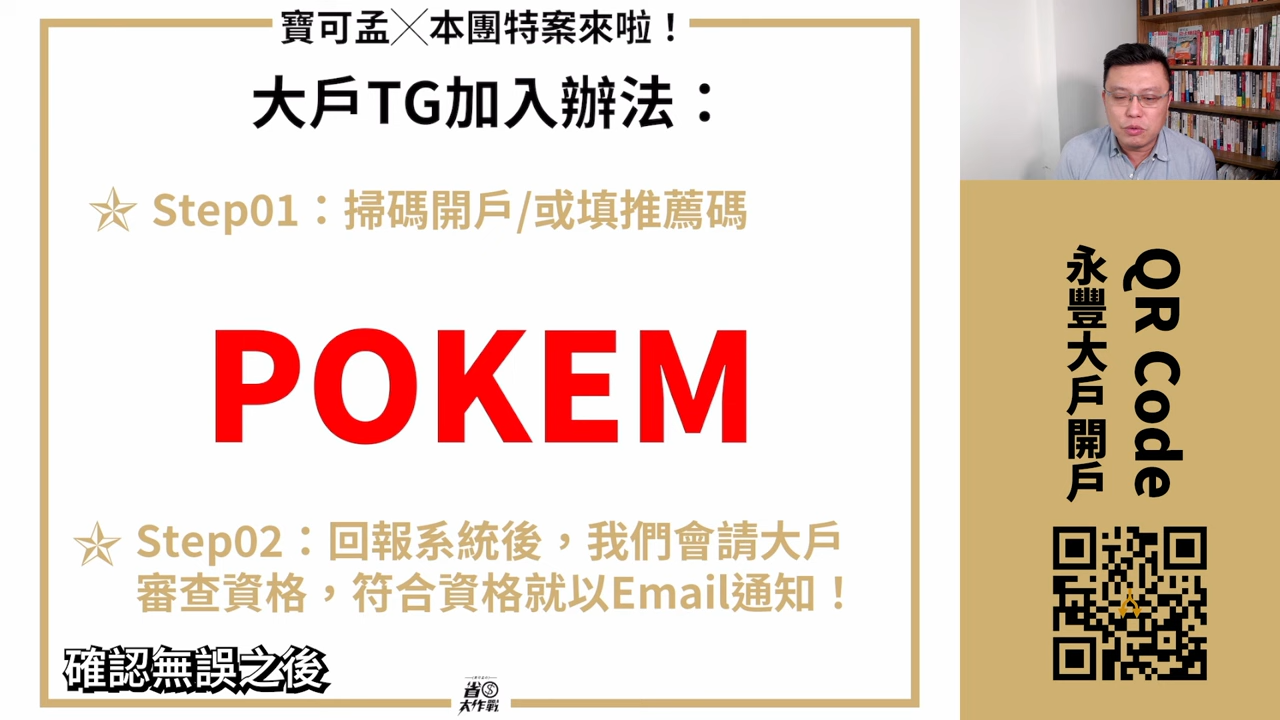 寶可孟╳本團特案來啦！
大戶TG加入辦法：
Step01：掃碼開戶/或填推薦碼
POKEM
Step02：回報系統後，我們會請大戶
審查資格，符合資格就以Email通知！
確認無誤之後
省$
大作戰
QR Code
永豐大戶開戶